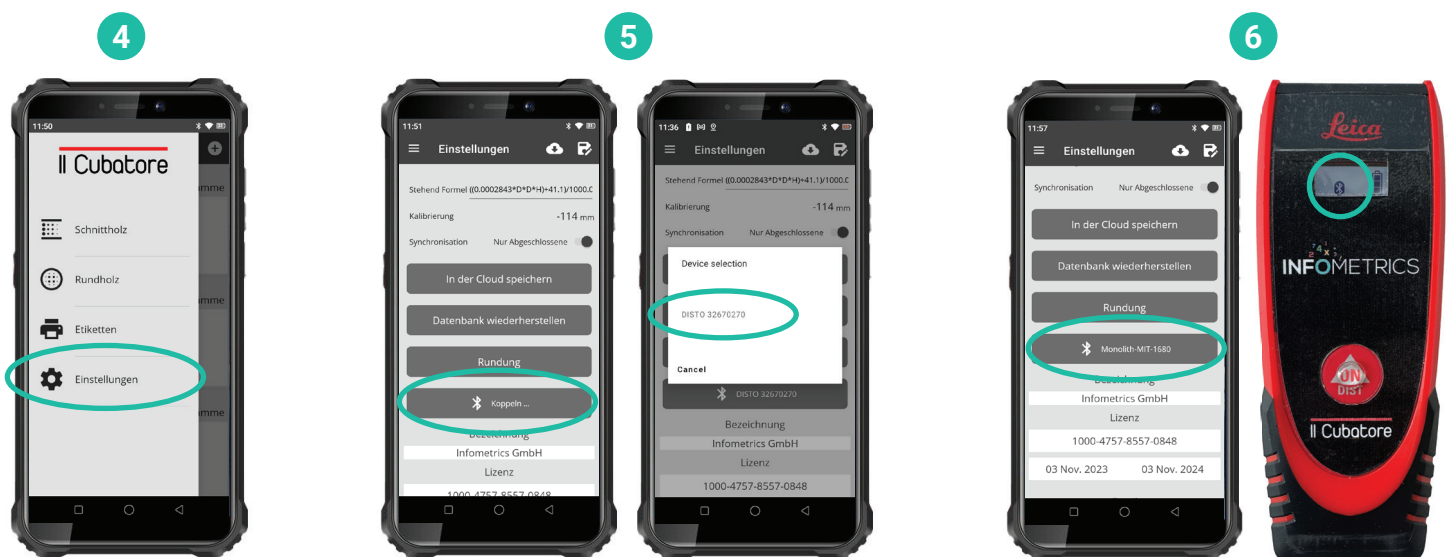 4
5
6
11:50
Il Cubatore
Schnittholz
Rundholz
Etiketten
Einstellungen
amme
amme
amme
11:51
Einstellungen
Stehend Formel ((0.0002843*D*D*H)+41.1)/1000.0
Kalibrierung -114 mm
Synchronisation Nur Abgeschlossene
In der Cloud speichern
Datenbank wiederherstellen
Rundung
Koppeln ...
Bezeichnung
Infometrics GmbH
Lizenz
1000-4757-8557-0848
11:36
Einstellungen
Stehend Formel ((0.0002843*D*D*H)+41.1)/1000.0
Kalibrierung -114 mm
Synchronisation Nur Abgeschlossene
Device selection
DISTO 32670270
Cancel
DISTO 32670270
Bezeichnung
Infometrics GmbH
Lizenz
1000-4757-8557-0848
11:57
Einstellungen
Synchronisation Nur Abgeschlossene
In der Cloud speichern
Datenbank wiederherstellen
Rundung
Monolith-MIT-1680
Bezeichnung
Infometrics GmbH
Lizenz
1000-4757-8557-0848
03 Nov. 2023 03 Nov. 2024
Leica
INFOMETRICS
ON
DIST
Il Cubatore